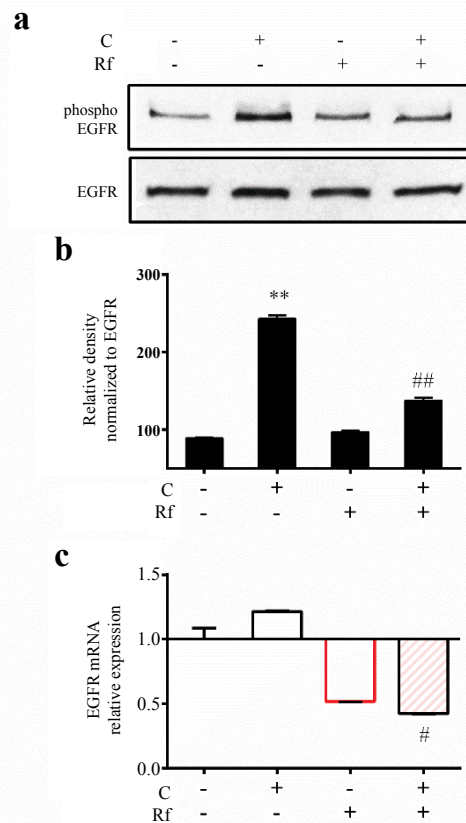 a
C - + - +
Rf - - + +
phospho
EGFR
EGFR
b
Relative density
normalized to EGFR
300
200
100
**
##
C - + - +
Rf - - + +
c
EGFR mRNA
relative expression
1.5
1.0
0.5
0.0
#
C - + - +
Rf - - + +